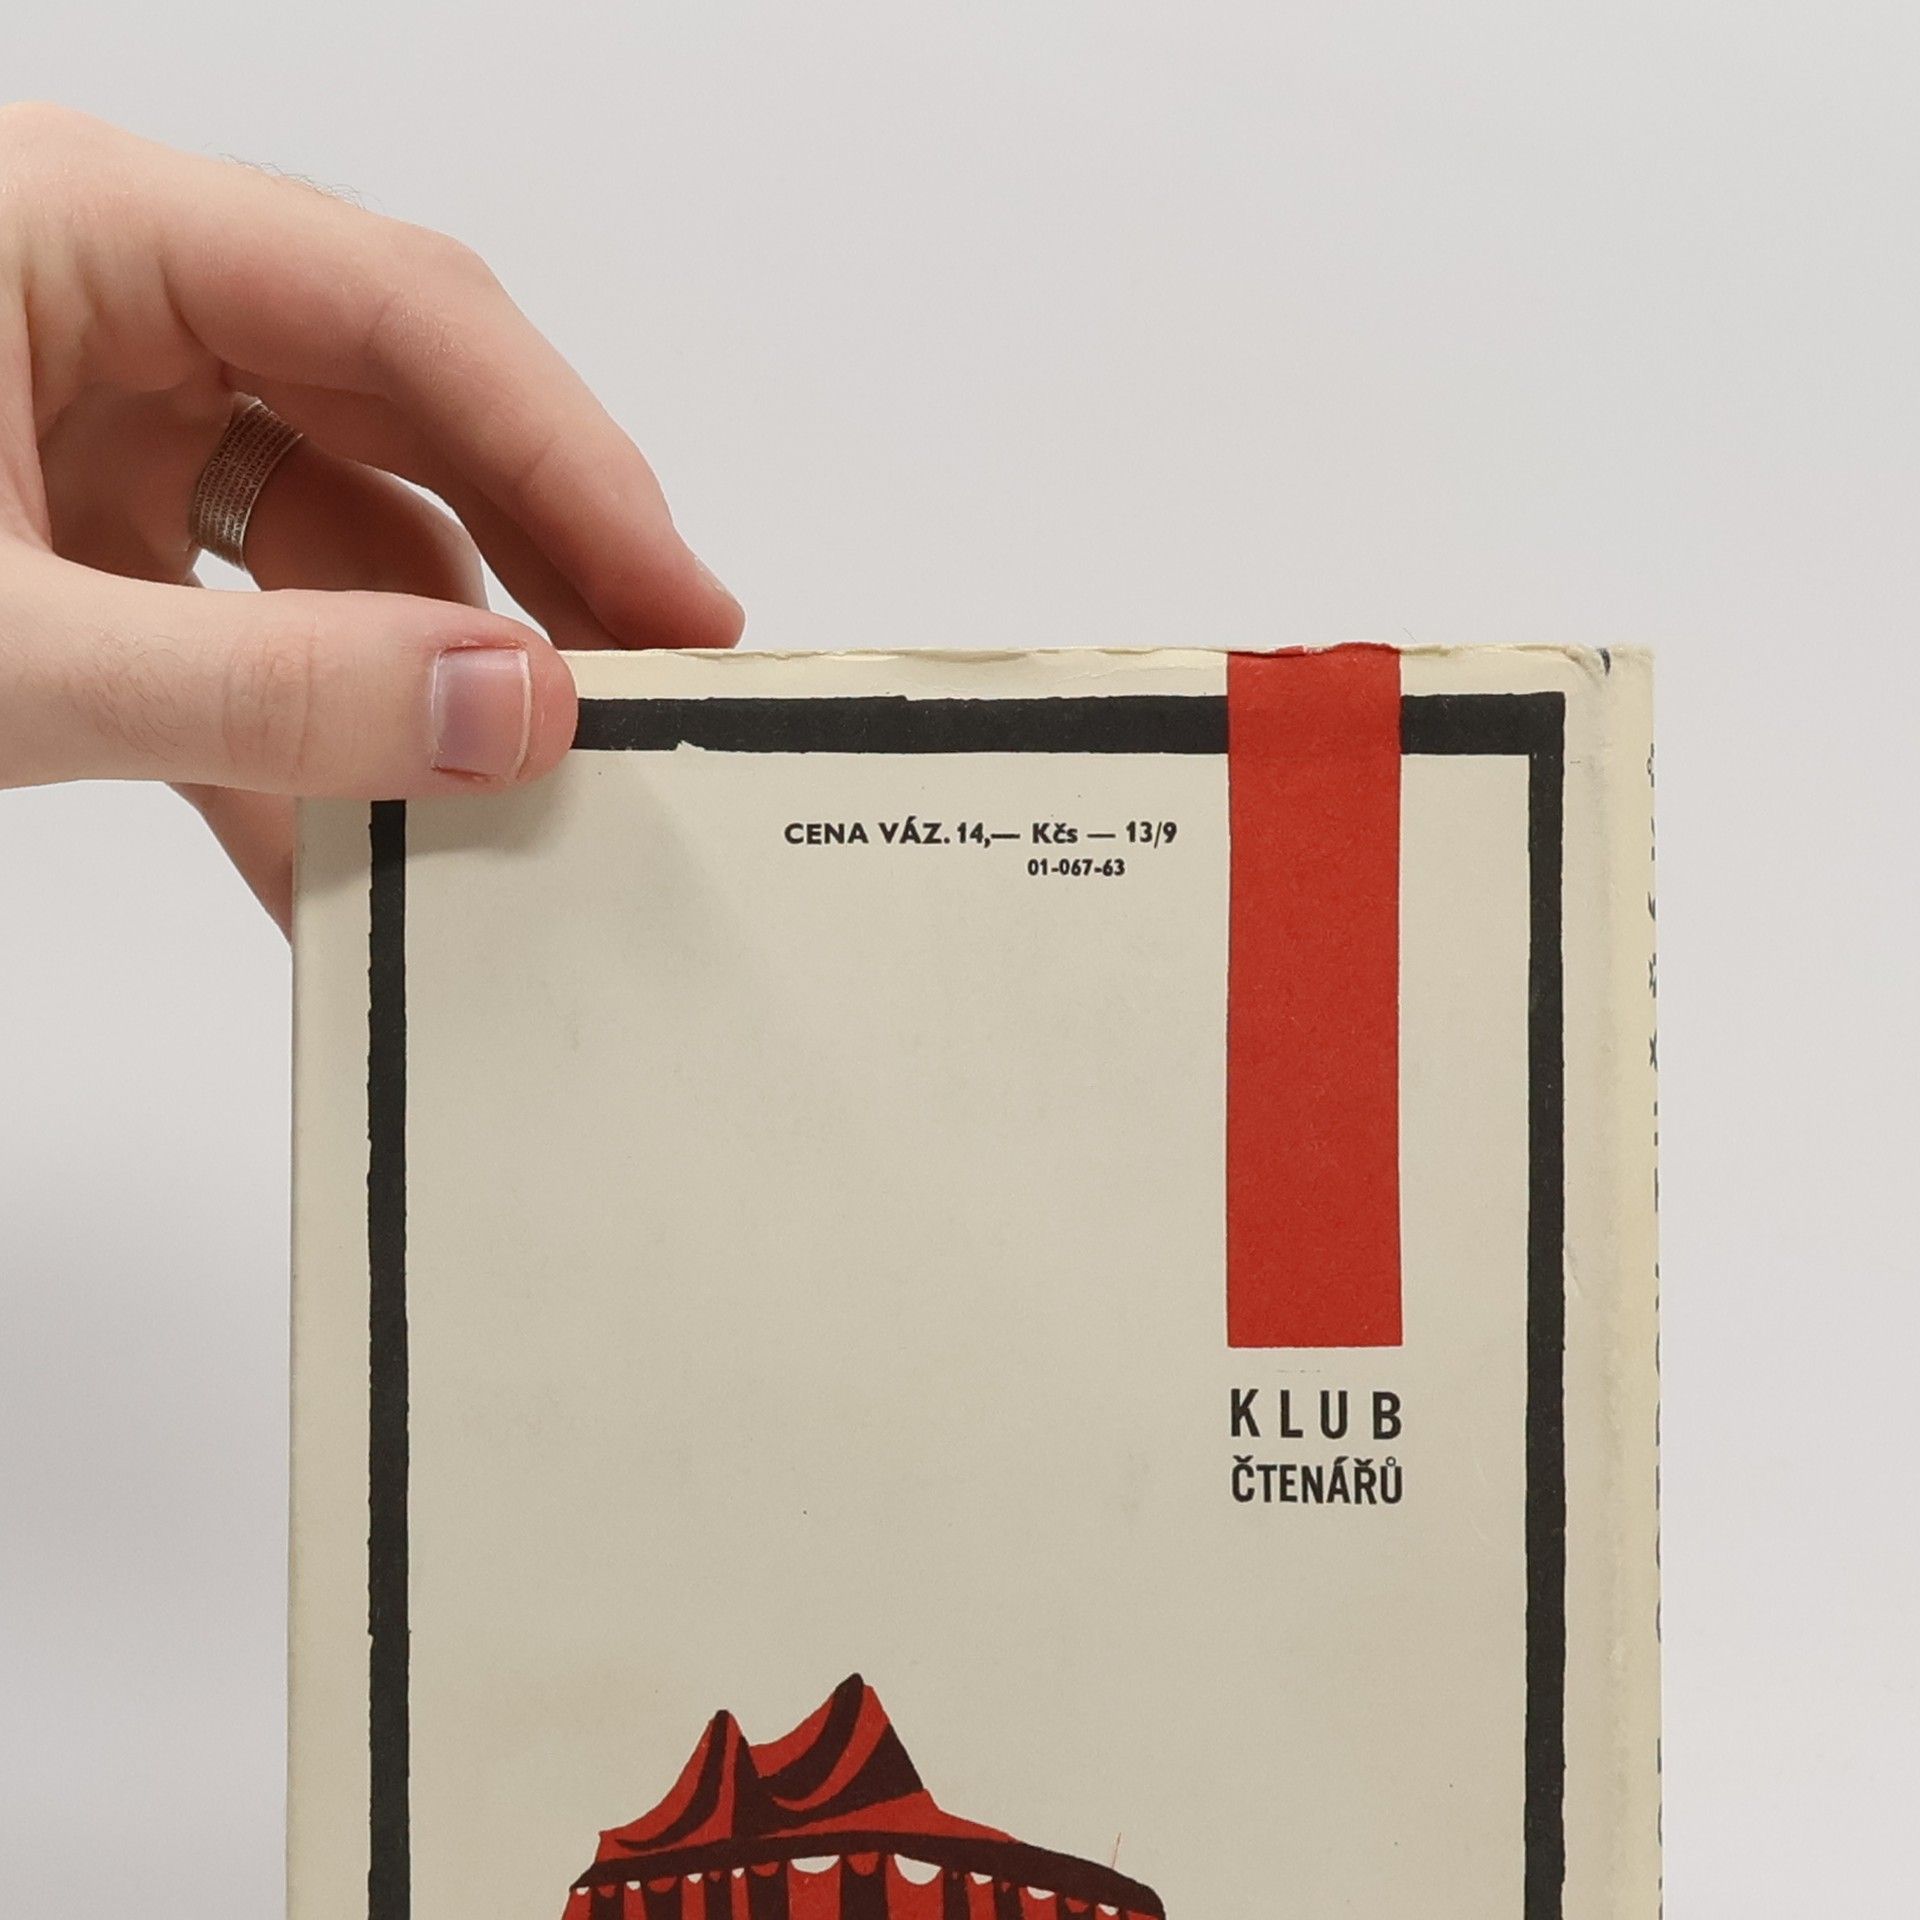 CENA VÁZ. 14,— Kčs — 13/9
01-067-63
KLUB
ČTENÁŘŮ